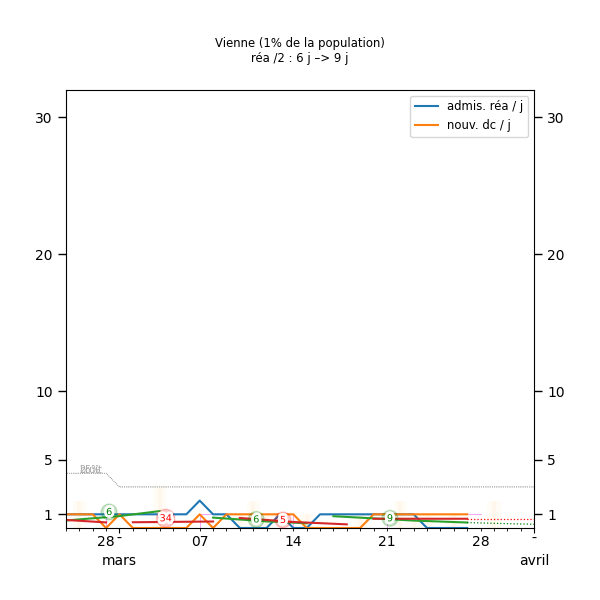 Vienne (1% de la population)
réa /2 : 6 j –> 9 j
admis. réa / j
nouv. dc / j
30 30
20 20
10 10
5 5
6 34 6 5 9
1 1
28 - 07 14 21 28 -
mars avril